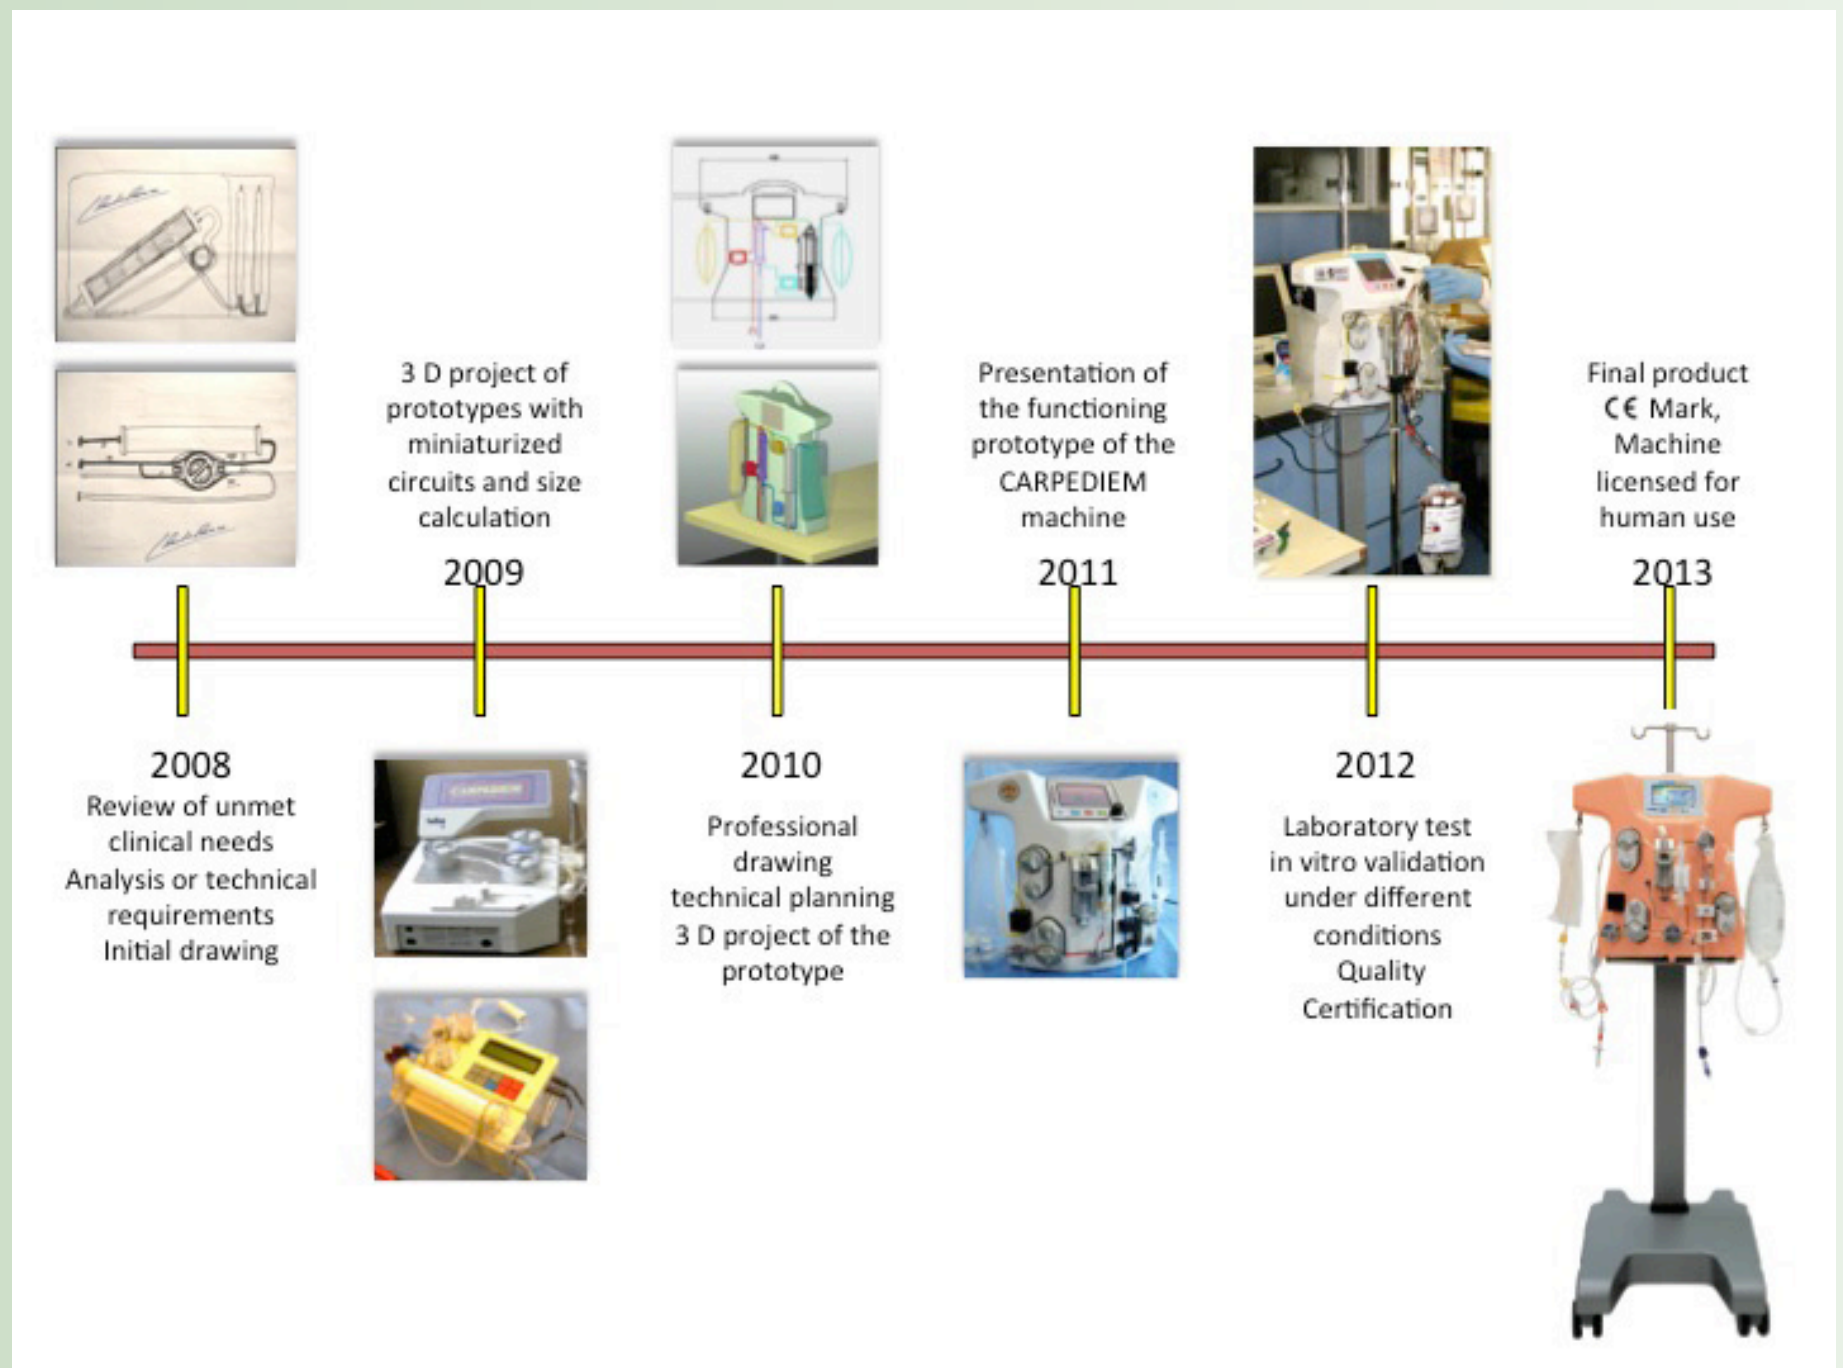 2008
Review of unmet
clinical needs
Analysis or technical
requirements
Initial drawing
3 D project of
prototypes with
miniaturized
circuits and size
calculation
2009
CARPEDIEM
2010
Professional
drawing
technical planning
3 D project of the
prototype
Presentation of
the functioning
prototype of the
CARPEDIEM
machine
2011
2012
Laboratory test
in vitro validation
under different
conditions
Quality
Certification
Final product
CE Mark,
Machine
licensed for
human use
2013